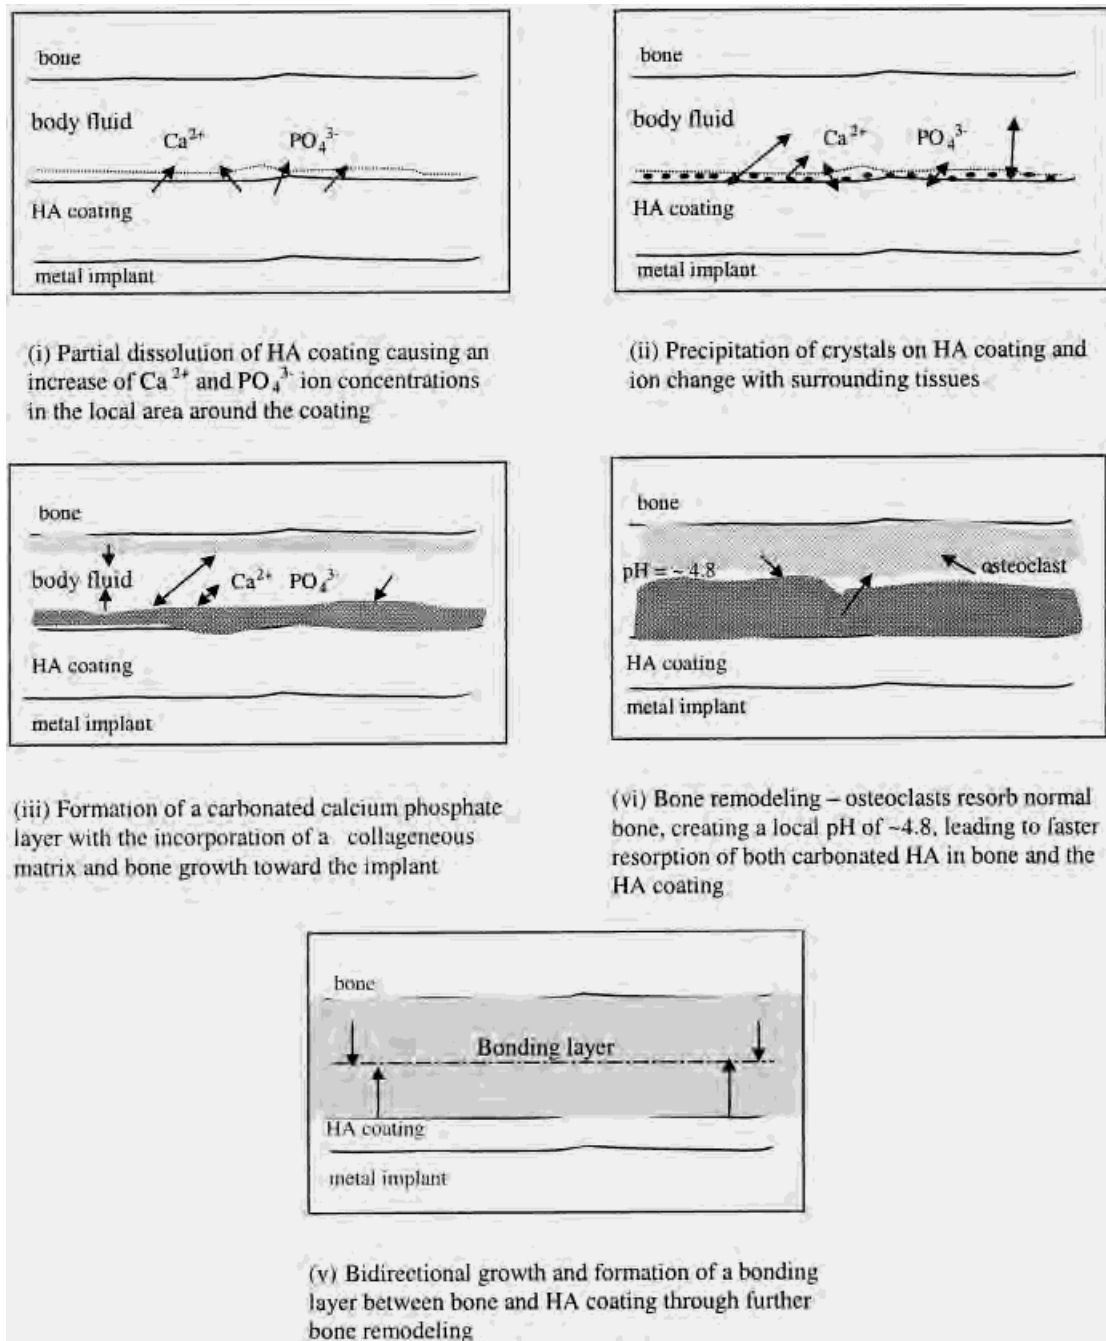 bone
body fluid
Ca²⁺ PO₄³⁻
HA coating
metal implant
(i) Partial dissolution of HA coating causing an
increase of Ca²⁺ and PO₄³⁻ ion concentrations
in the local area around the coating
bone
body fluid
Ca²⁺ PO₄³⁻
HA coating
metal implant
(ii) Precipitation of crystals on HA coating and
ion change with surrounding tissues
bone
body fluid Ca²⁺ PO₄³⁻
HA coating
metal implant
(iii) Formation of a carbonated calcium phosphate
layer with the incorporation of a collageneous
matrix and bone growth toward the implant
bone
pH = ~ 4.8 osteoclast
HA coating
metal implant
(vi) Bone remodeling – osteoclasts resorb normal
bone, creating a local pH of ~4.8, leading to faster
resorption of both carbonated HA in bone and the
HA coating
bone
Bonding layer
HA coating
metal implant
(v) Bidirectional growth and formation of a bonding
layer between bone and HA coating through further
bone remodeling